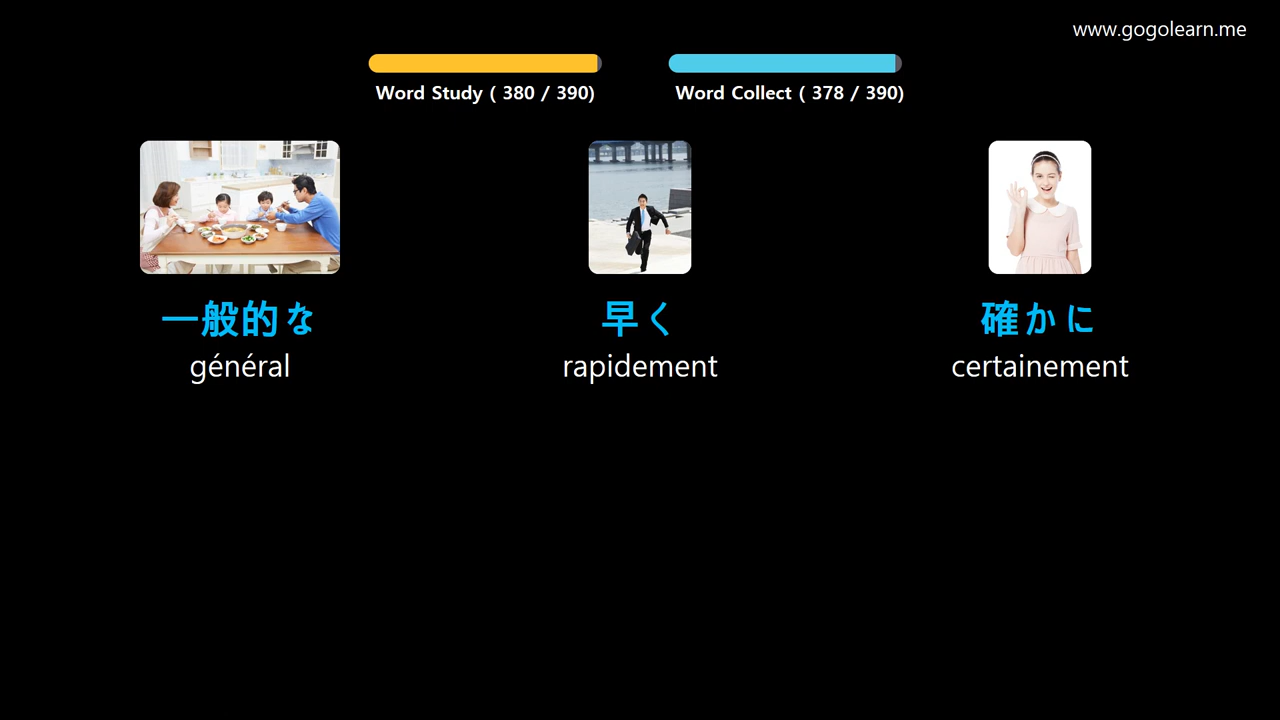 www.gogolearn.me
Word Study ( 380 / 390)
Word Collect ( 378 / 390)
一般的な
早く
確かに
général
rapidement
certainement